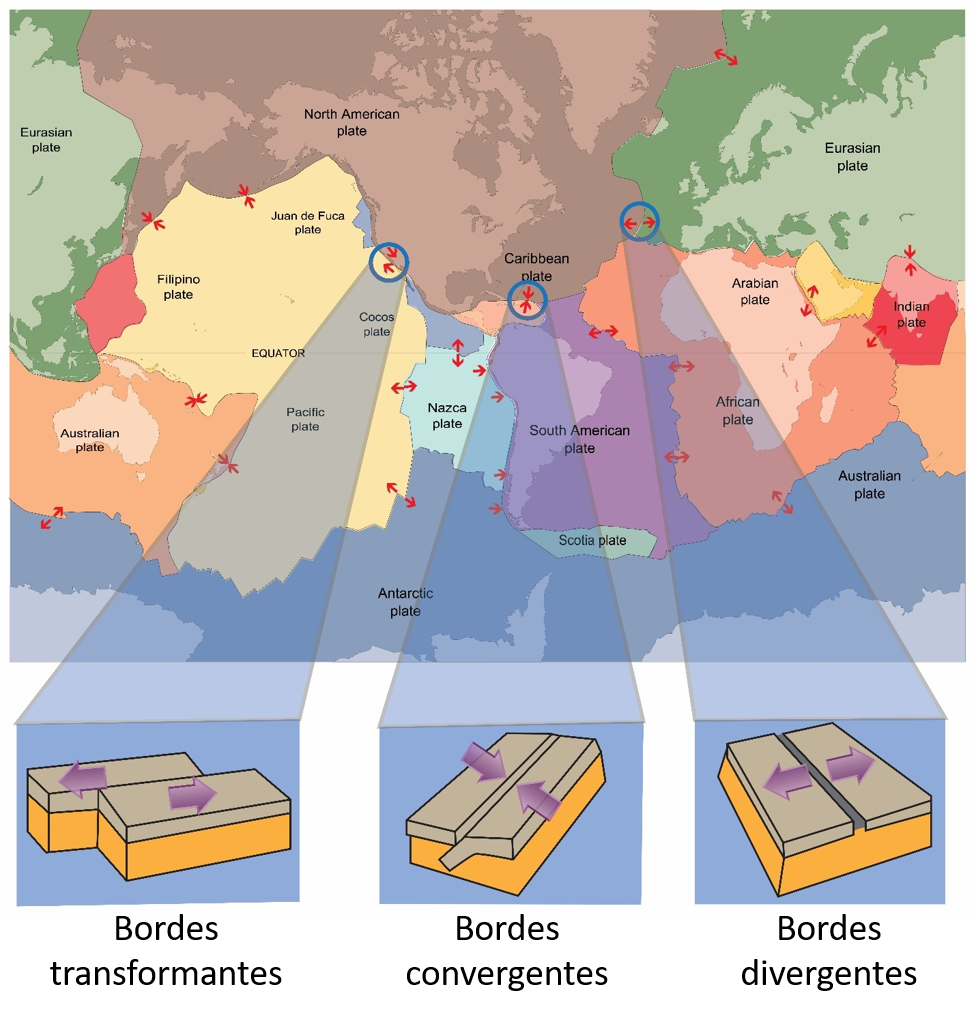 North American
plate
Eurasian
plate
Eurasian
plate
Juan de Fuca
plate
Caribbean
plate
Filipino
plate
Arabian
plate
Indian
plate
Cocos
plate
EQUATOR
Pacific
plate
Nazca
plate
African
plate
Australian
plate
South American
plate
Australian
plate
Scotia plate
Antarctic
plate
Bordes
transformantes
Bordes
convergentes
Bordes
divergentes